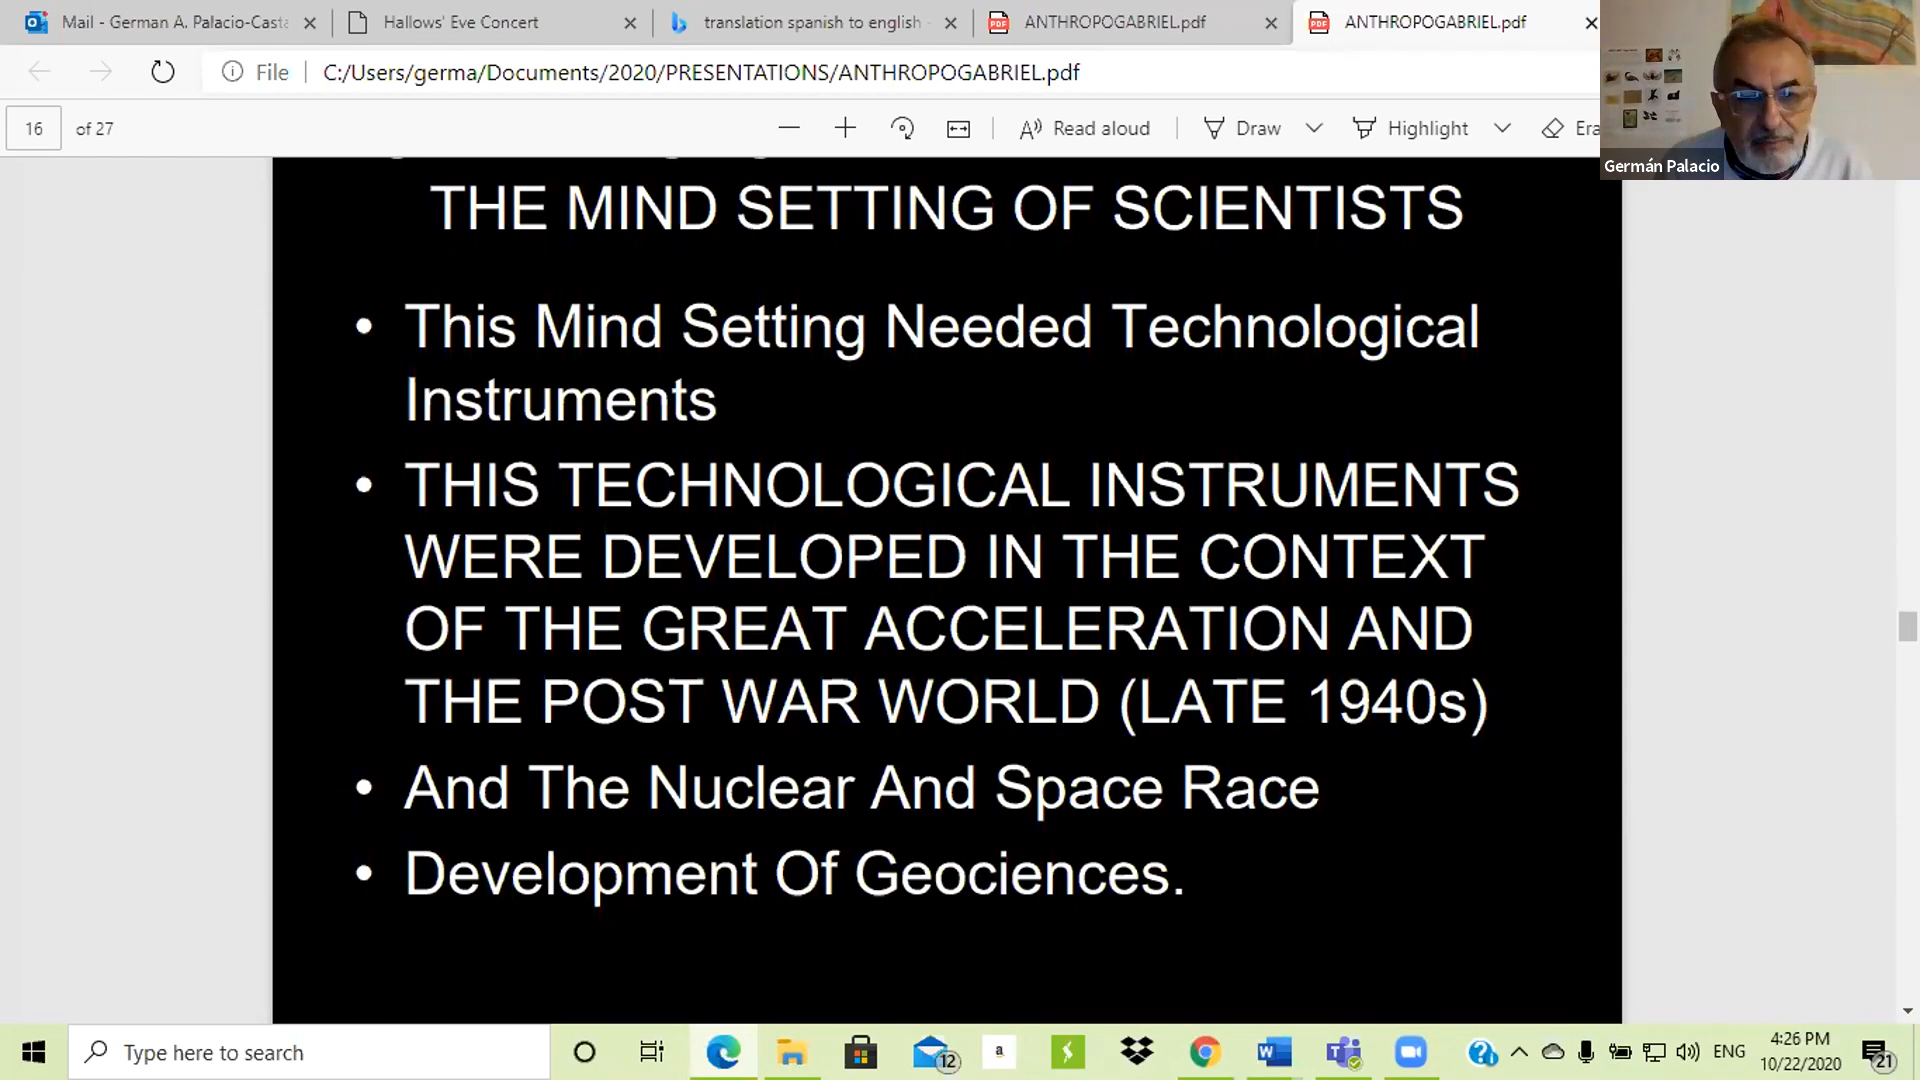 Mail - German A. Palacio-Casta
Hallows' Eve Concert
translation spanish to english -
ANTHROPOGABRIEL.pdf
ANTHROPOGABRIEL.pdf
File
C:/Users/germa/Documents/2020/PRESENTATIONS/ANTHROPOGABRIEL.pdf
16 of 27
Read aloud
Draw
Highlight
Era
Germán Palacio
THE MIND SETTING OF SCIENTISTS
• This Mind Setting Needed Technological
Instruments
• THIS TECHNOLOGICAL INSTRUMENTS
WERE DEVELOPED IN THE CONTEXT
OF THE GREAT ACCELERATION AND
THE POST WAR WORLD (LATE 1940s)
• And The Nuclear And Space Race
• Development Of Geociences.
Type here to search
12
a
ENG
4:26 PM
10/22/2020
21